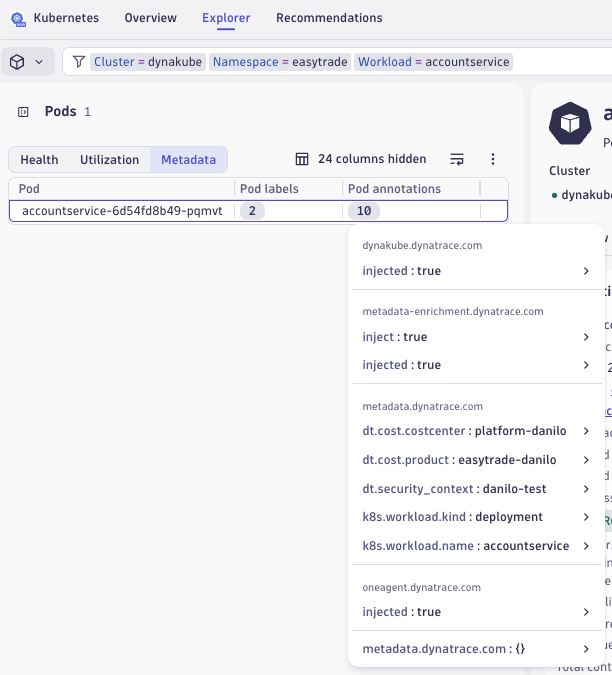 Kubernetes Overview Explorer Recommendations
Cluster = dynakube Namespace = easytrade Workload = accountservice
Pods 1
Health Utilization Metadata 24 columns hidden
Pod Pod labels Pod annotations
accountservice-6d54fd8b49-pqmvt 2 10
Cluster
dynakube
dynakube.dynatrace.com
injected : true
metadata-enrichment.dynatrace.com
inject : true
injected : true
metadata.dynatrace.com
dt.cost.costcenter : platform-danilo
dt.cost.product : easytrade-danilo
dt.security_context : danilo-test
k8s.workload.kind : deployment
k8s.workload.name : accountservice
oneagent.dynatrace.com
injected : true
metadata.dynatrace.com : {}